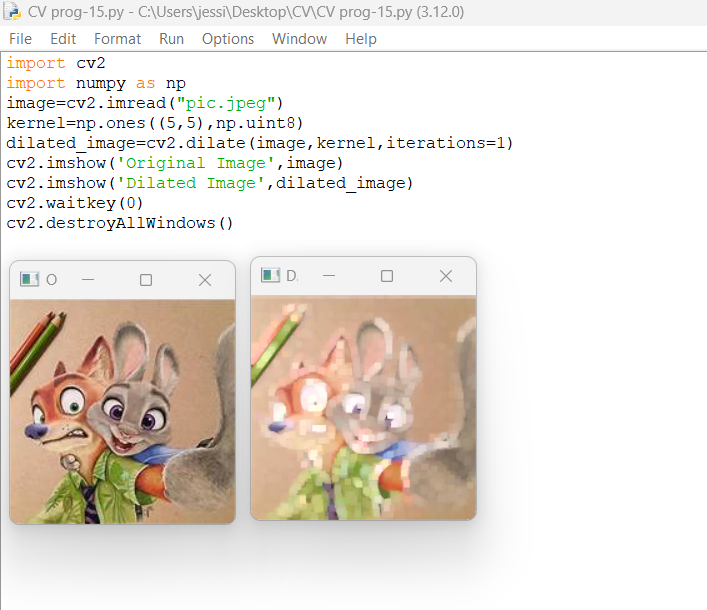 CV prog-15.py - C:\Users\jessi\Desktop\CV\CV prog-15.py (3.12.0)
File Edit Format Run Options Window Help
import cv2
import numpy as np
image=cv2.imread("pic.jpeg")
kernel=np.ones((5,5),np.uint8)
dilated_image=cv2.dilate(image,kernel,iterations=1)
cv2.imshow('Original Image',image)
cv2.imshow('Dilated Image',dilated_image)
cv2.waitkey(0)
cv2.destroyAllWindows()
O
D.